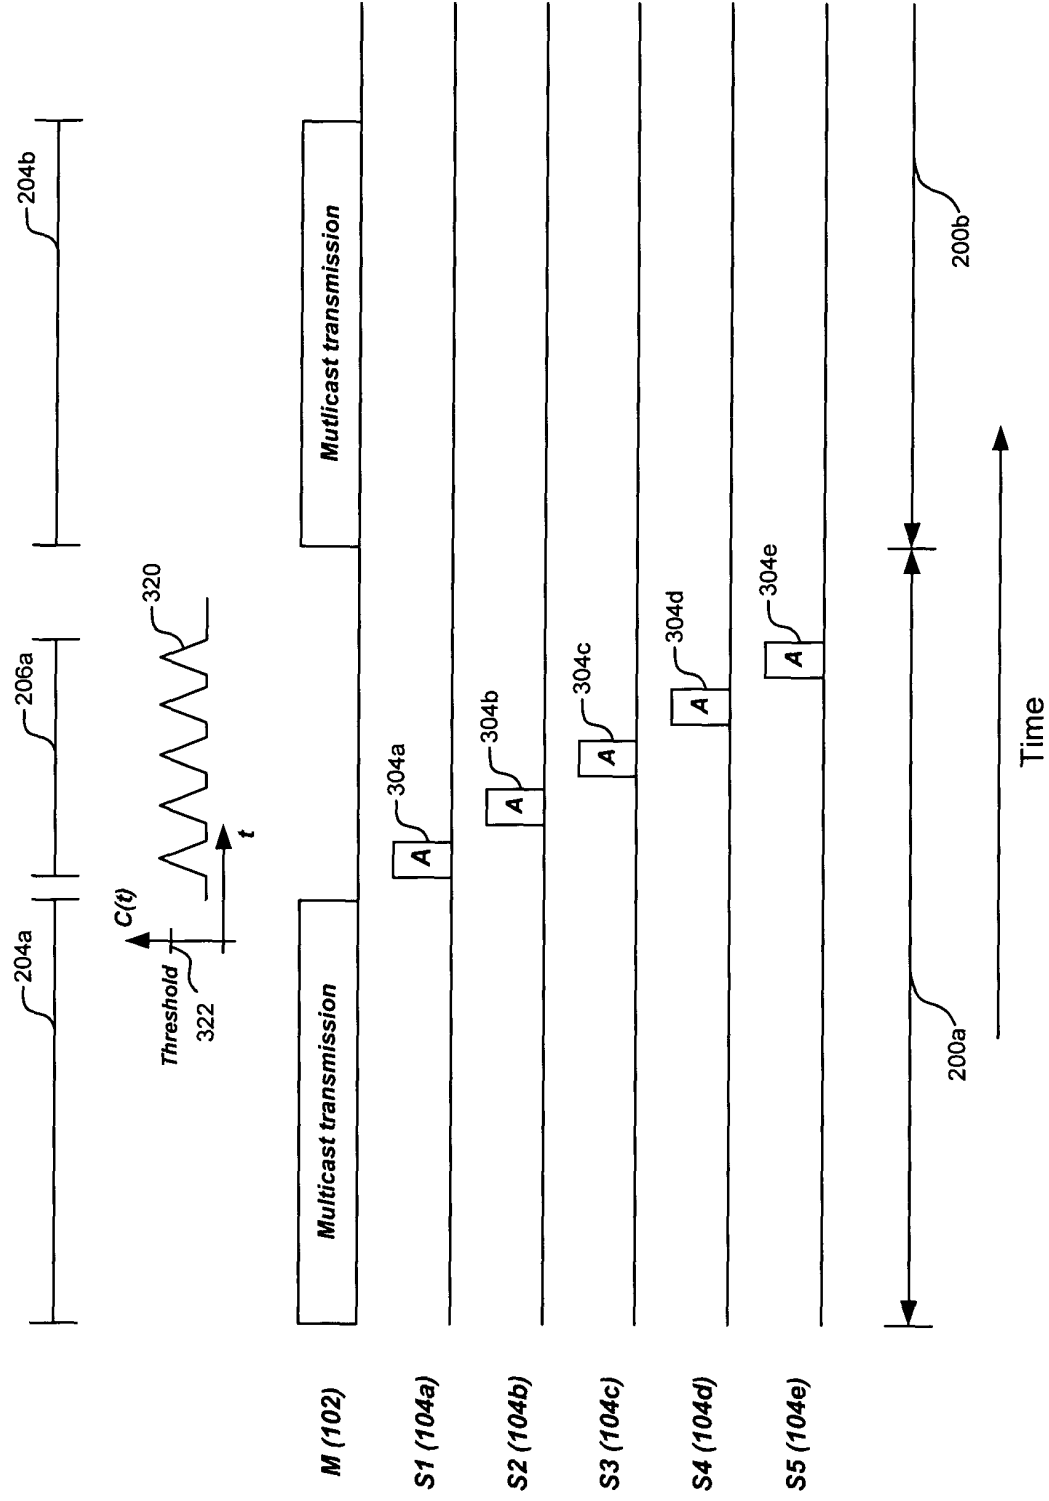 204a
206a
204b
C(t)
Threshold
322
t
320
M (102)
Multicast transmission
Mutlicast transmission
S1 (104a)
A
304a
S2 (104b)
A
304b
S3 (104c)
A
304c
S4 (104d)
A
304d
S5 (104e)
A
304e
200a
200b
Time